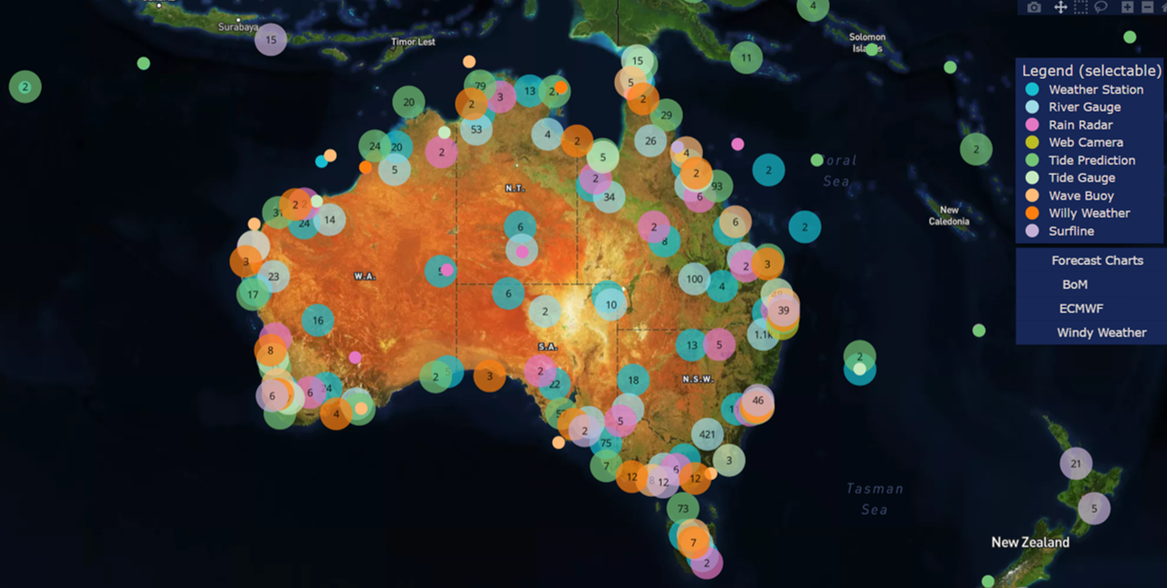 4
15
Surabaya
Timor Lest
Solomon
Islands
15
11
2
79
5
2
3
13
2
20
29
53
4
2
26
24
20
2
5
4
2
5
2
93
2
2
34
6
2
14
24
6
2
6
2
8
N.T.
oral
Sea
New
Caledonia
3
23
W.A.
6
2
3
17
6
2
10
100
4
39
1.1k
16
S.A.
13
5
8
2
3
2
22
18
N.S.W.
2
6
6
4
46
2
5
421
75
7
12
6
12
12
3
73
7
2
Tasman
Sea
21
5
New Zealand
Legend (selectable)
Weather Station
River Gauge
Rain Radar
Web Camera
Tide Prediction
Tide Gauge
Wave Buoy
Willy Weather
Surfline
Forecast Charts
BoM
ECMWF
Windy Weather